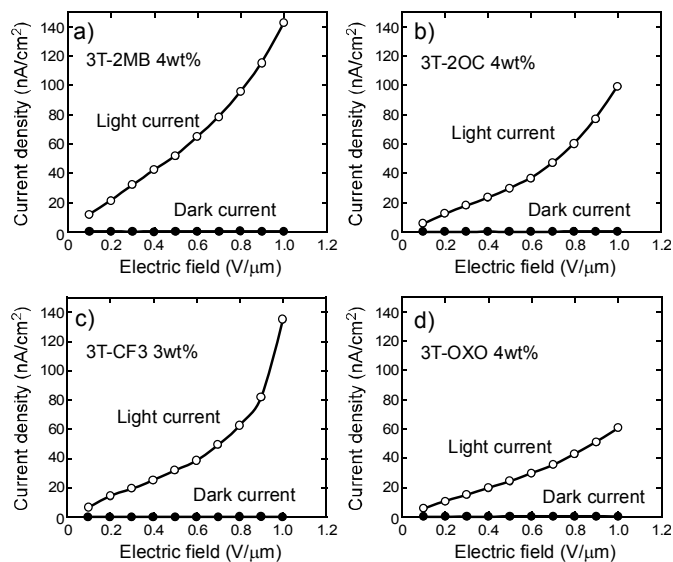 a)
3T-2MB 4wt%
Light current
Dark current
Current density (nA/cm²)
140
120
100
80
60
40
20
0
0 0.2 0.4 0.6 0.8 1.0 1.2
Electric field (V/μm)
b)
3T-2OC 4wt%
Light current
Dark current
Current density (nA/cm²)
140
120
100
80
60
40
20
0
0 0.2 0.4 0.6 0.8 1.0 1.2
Electric field (V/μm)
c)
3T-CF3 3wt%
Light current
Dark current
Current density (nA/cm²)
140
120
100
80
60
40
20
0
0 0.2 0.4 0.6 0.8 1.0 1.2
Electric field (V/μm)
d)
3T-OXO 4wt%
Light current
Dark current
Current density (nA/cm²)
140
120
100
80
60
40
20
0
0 0.2 0.4 0.6 0.8 1.0 1.2
Electric field (V/μm)